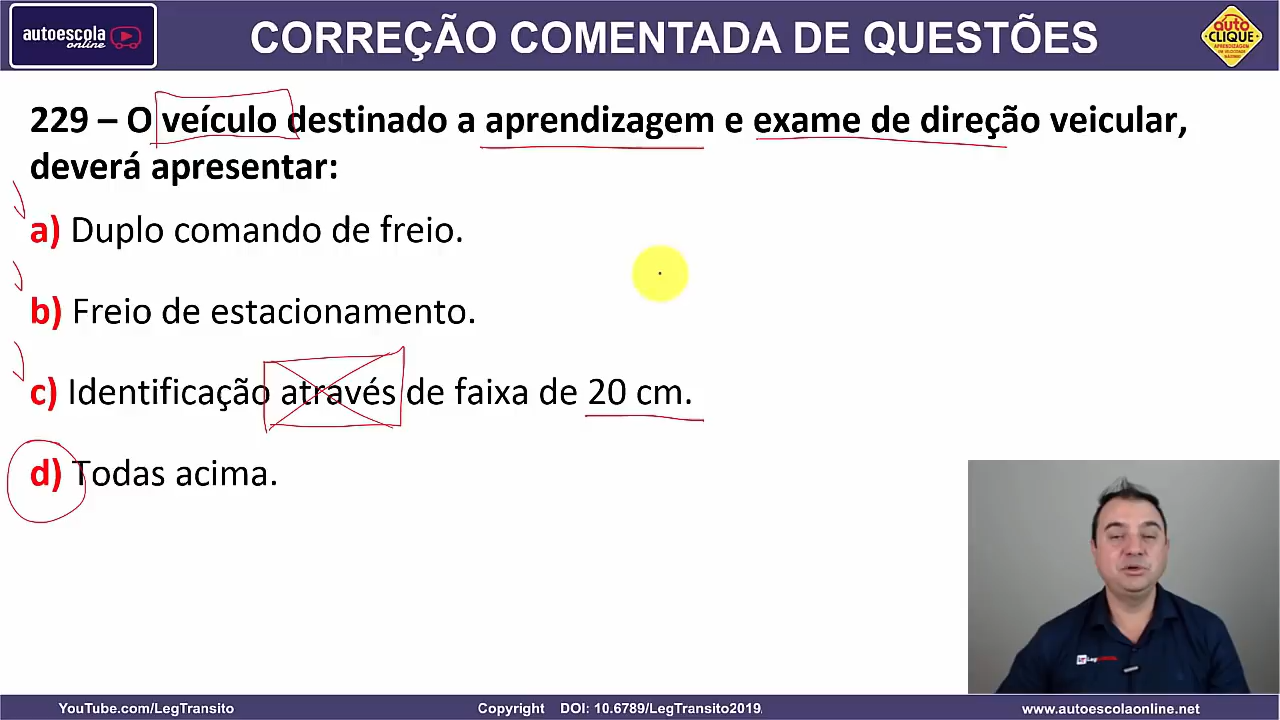 autoescola
online
CORREÇÃO COMENTADA DE QUESTÕES
auto
CLIQUE
229 – O veículo destinado a aprendizagem e exame de direção veicular,
deverá apresentar:
a) Duplo comando de freio.
b) Freio de estacionamento.
c) Identificação através de faixa de 20 cm.
d) Todas acima.
YouTube.com/LegTransito
Copyright DOI: 10.6789/LegTransito2019
www.autoescolaonline.net